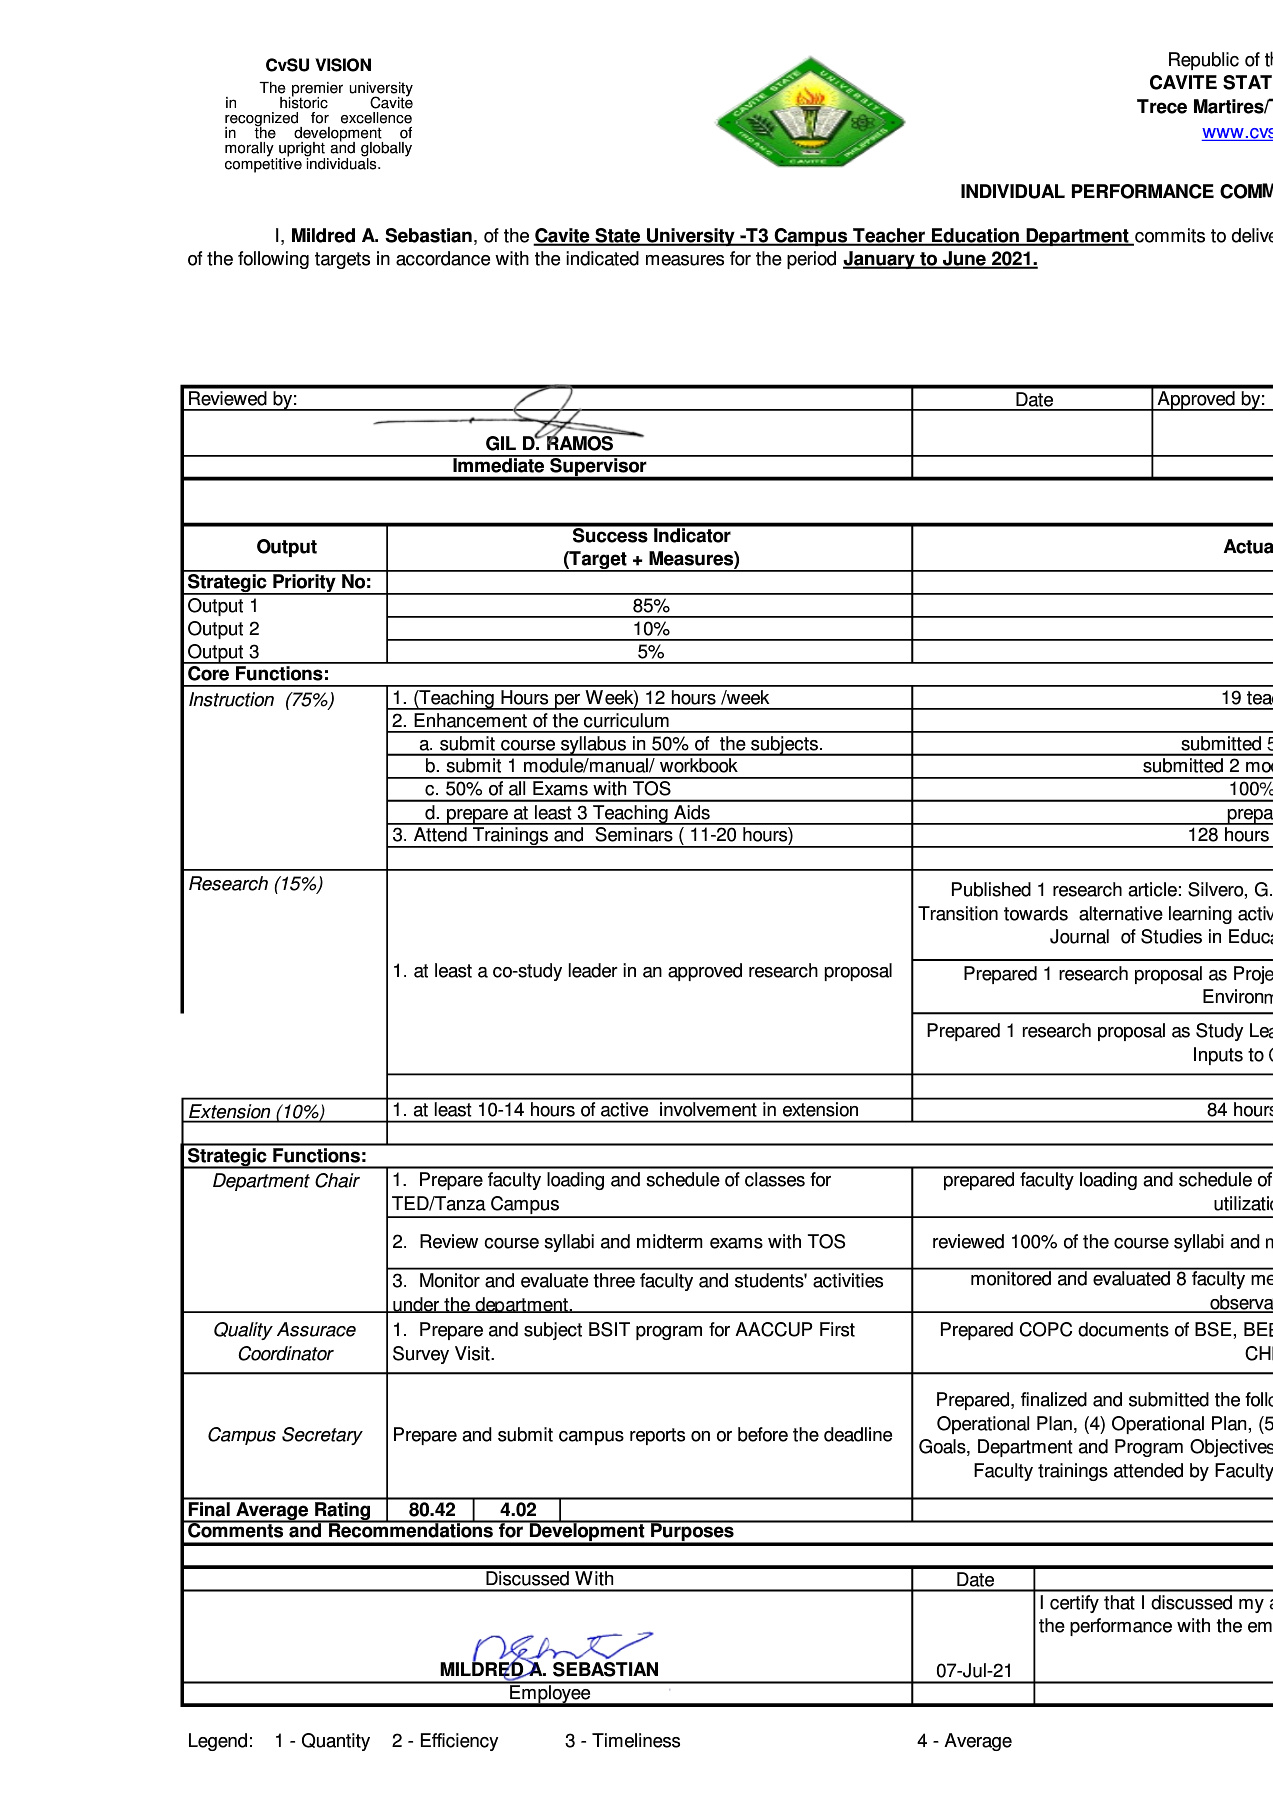 CvSU VISION
The premier university
in historic Cavite
recognized for excellence
in the development of
morally upright and globally
competitive individuals.
CAVITE STATE UNIVERSITY
INDANG
CAVITE
PHILIPPINES
Republic of th
CAVITE STAT
Trece Martires/T
www.cvs
INDIVIDUAL PERFORMANCE COMM
I, Mildred A. Sebastian, of the Cavite State University -T3 Campus Teacher Education Department commits to delive
of the following targets in accordance with the indicated measures for the period January to June 2021.
Reviewed by: Date Approved by:
GIL D. RAMOS
Immediate Supervisor
Output Success Indicator
(Target + Measures) Actua
Strategic Priority No:
Output 1 85%
Output 2 10%
Output 3 5%
Core Functions:
Instruction (75%) 1. (Teaching Hours per Week) 12 hours /week 19 teac
2. Enhancement of the curriculum
a. submit course syllabus in 50% of the subjects. submitted 5
b. submit 1 module/manual/ workbook submitted 2 mod
c. 50% of all Exams with TOS 100%
d. prepare at least 3 Teaching Aids prepa
3. Attend Trainings and Seminars ( 11-20 hours) 128 hours
Research (15%) Published 1 research article: Silvero, G.
Transition towards alternative learning activ
Journal of Studies in Educa
1. at least a co-study leader in an approved research proposal
Prepared 1 research proposal as Proje
Environm
Prepared 1 research proposal as Study Lea
Inputs to C
Extension (10%) 1. at least 10-14 hours of active involvement in extension 84 hours
Strategic Functions:
Department Chair 1. Prepare faculty loading and schedule of classes for
TED/Tanza Campus
prepared faculty loading and schedule of
utilizatio
2. Review course syllabi and midterm exams with TOS reviewed 100% of the course syllabi and m
3. Monitor and evaluate three faculty and students' activities
under the department.
monitored and evaluated 8 faculty me
observa
Quality Assurace
Coordinator
1. Prepare and subject BSIT program for AACCUP First
Survey Visit.
Prepared COPC documents of BSE, BEE
CHE
Campus Secretary Prepare and submit campus reports on or before the deadline
Prepared, finalized and submitted the follo
Operational Plan, (4) Operational Plan, (5
Goals, Department and Program Objectives
Faculty trainings attended by Faculty
Final Average Rating 80.42 4.02
Comments and Recommendations for Development Purposes
Discussed With Date
I certify that I discussed my a
the performance with the em
MILDRED A. SEBASTIAN 07-Jul-21
Employee
Legend: 1 - Quantity 2 - Efficiency 3 - Timeliness 4 - Average